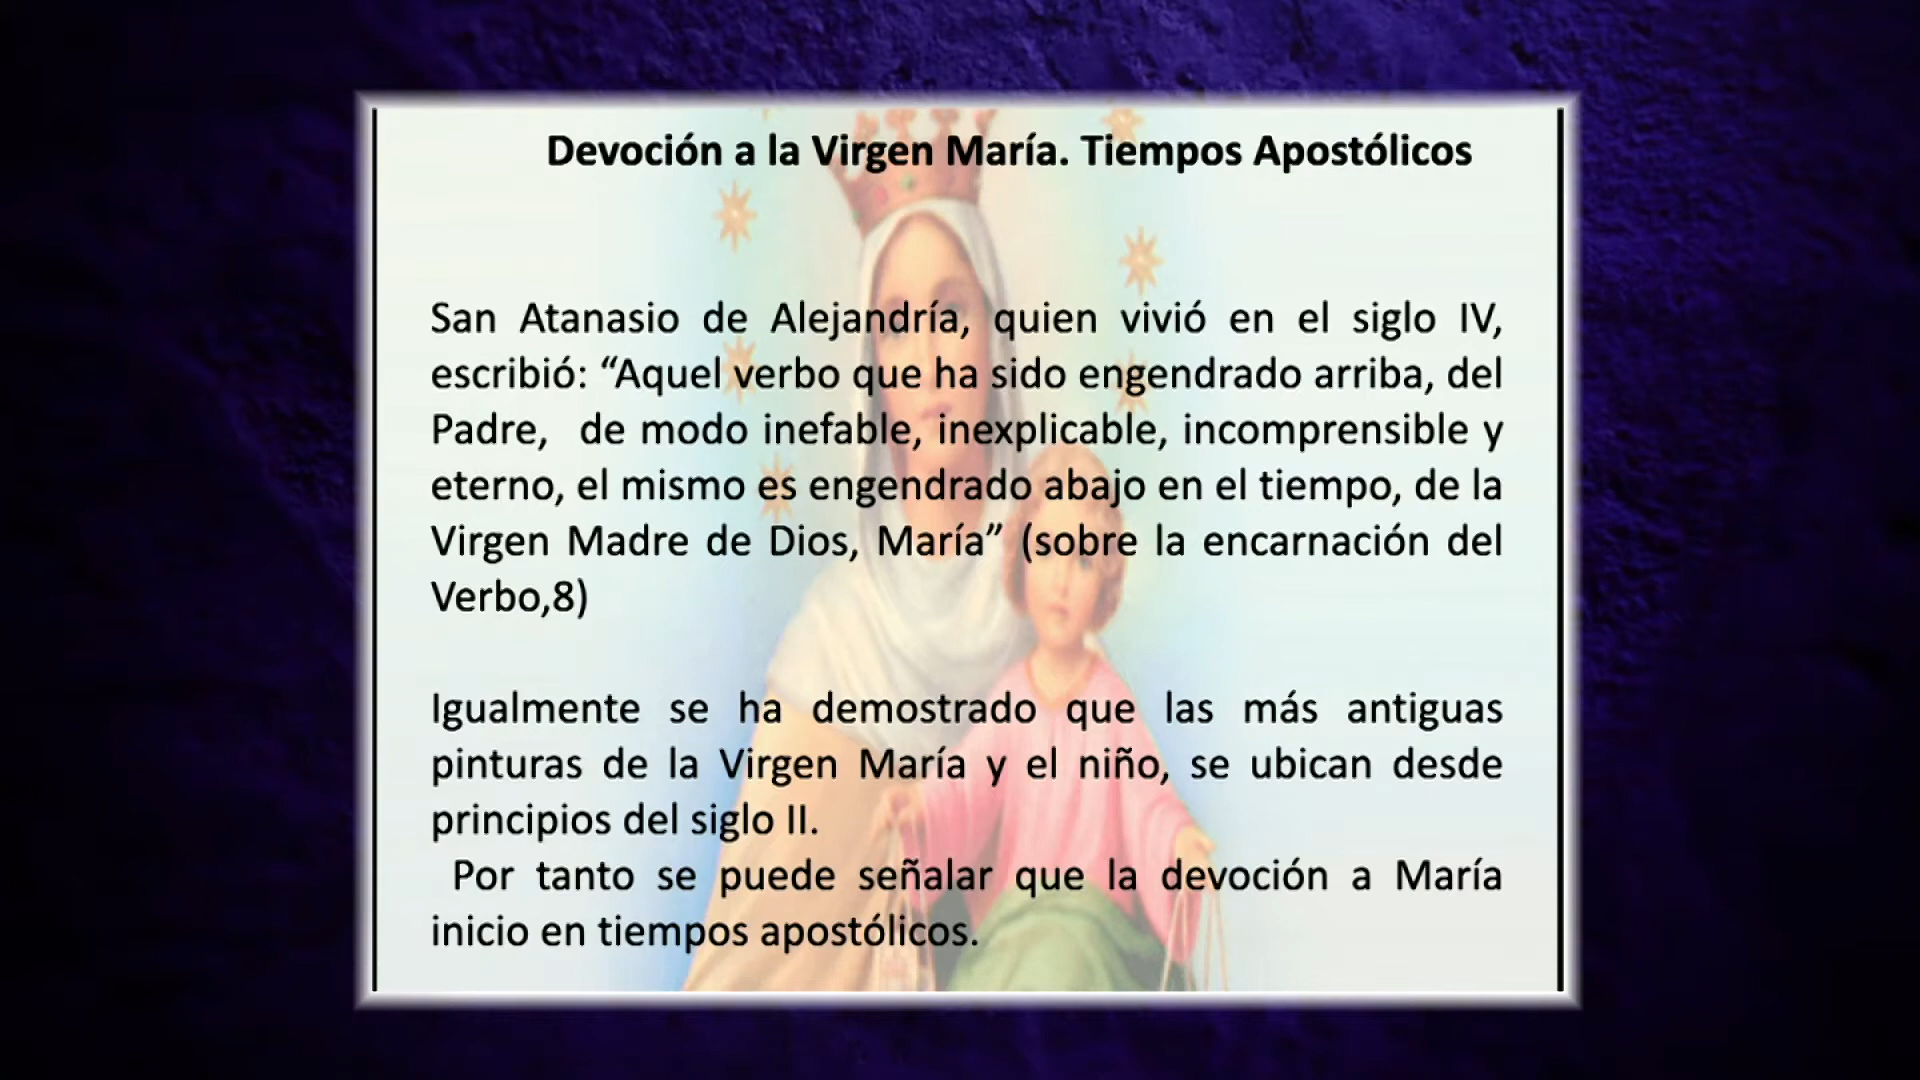 Devoción a la Virgen María. Tiempos Apostólicos
San Atanasio de Alejandría, quien vivió en el siglo IV,
escribió: “Aquel verbo que ha sido engendrado arriba, del
Padre, de modo inefable, inexplicable, incomprensible y
eterno, el mismo es engendrado abajo en el tiempo, de la
Virgen Madre de Dios, María” (sobre la encarnación del
Verbo,8)
Igualmente se ha demostrado que las más antiguas
pinturas de la Virgen María y el niño, se ubican desde
principios del siglo II.
Por tanto se puede señalar que la devoción a María
inicio en tiempos apostólicos.